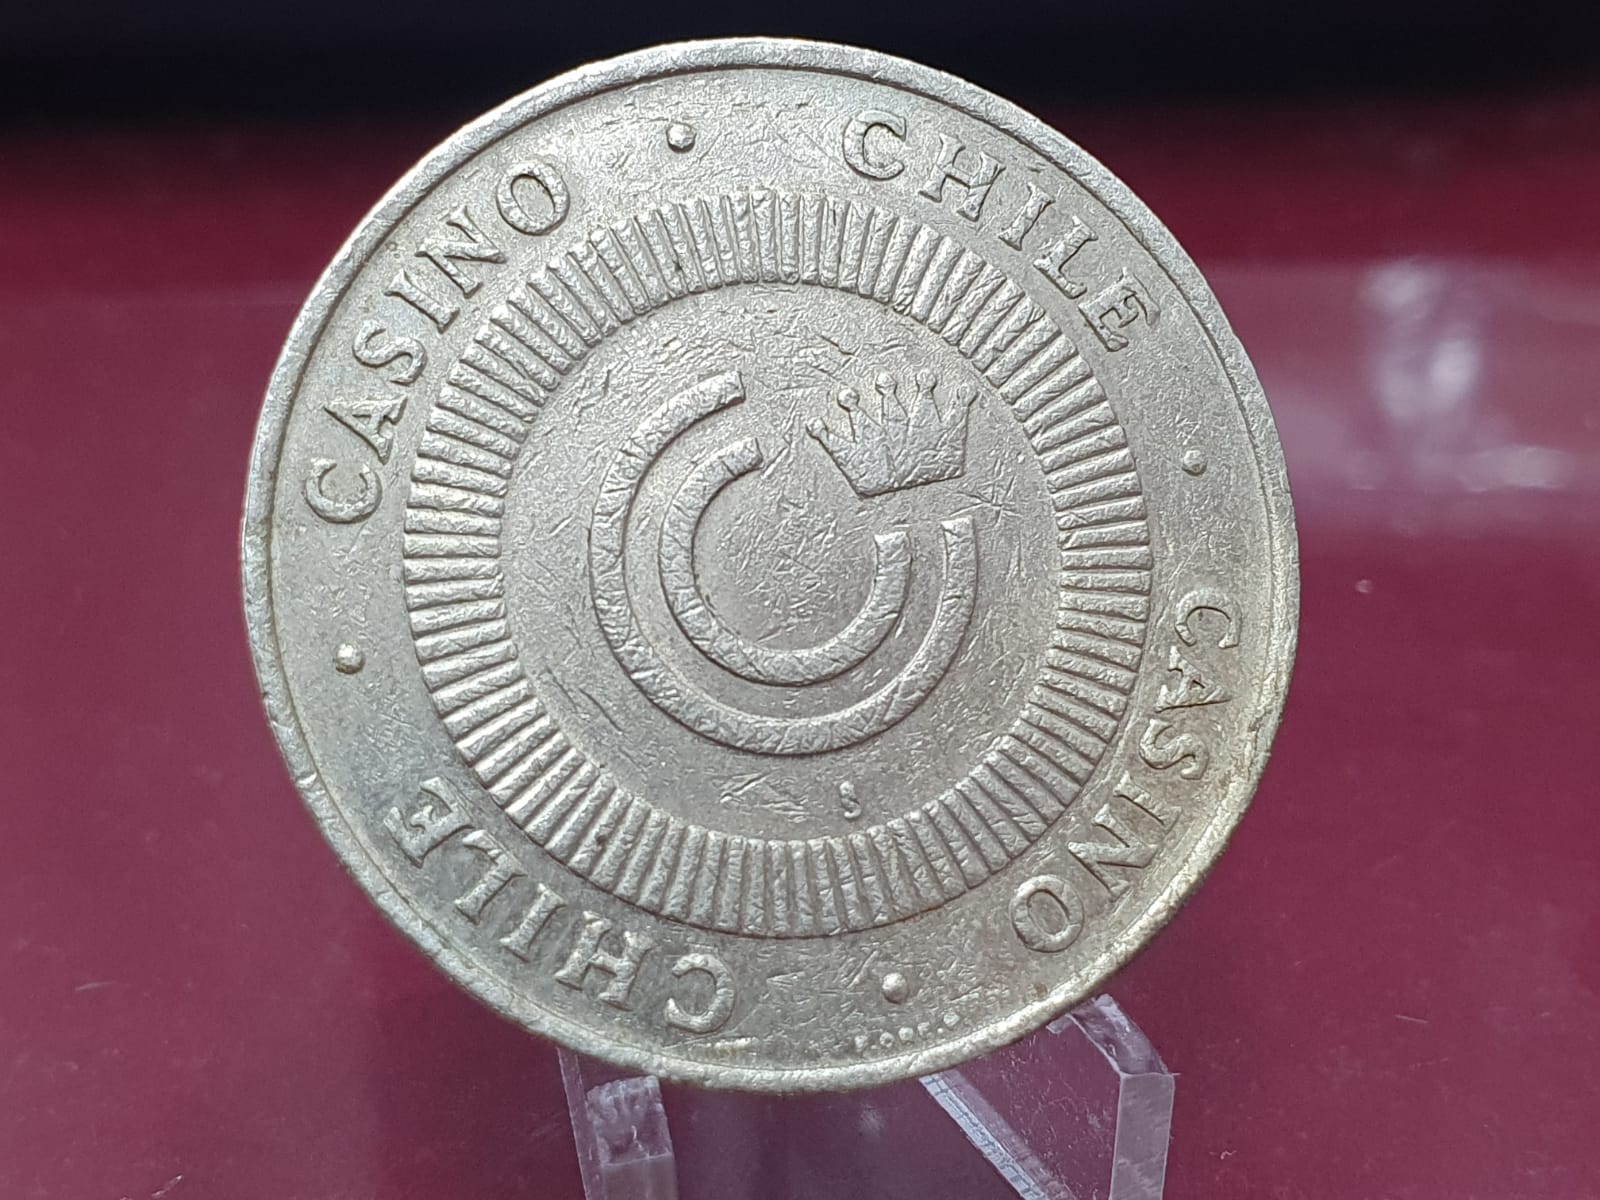 CASINO · CHILE · CASINO · CHILE ·
S